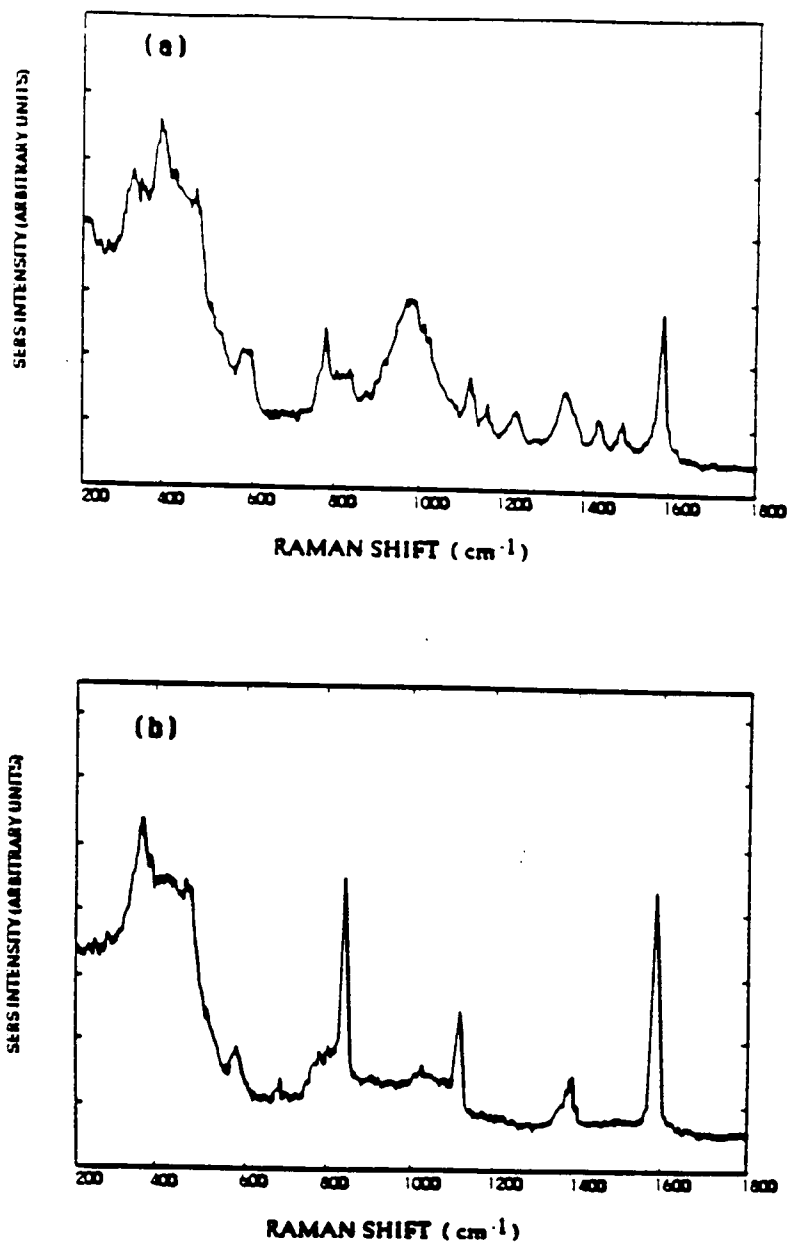 (a)
SERS INTENSITY (ARBITRARY UNITS)
200 400 600 800 1000 1200 1400 1600 1800
RAMAN SHIFT ( cm-1 )
(b)
SERS INTENSITY (ARBITRARY UNITS)
200 400 600 800 1000 1200 1400 1600 1800
RAMAN SHIFT ( cm-1 )